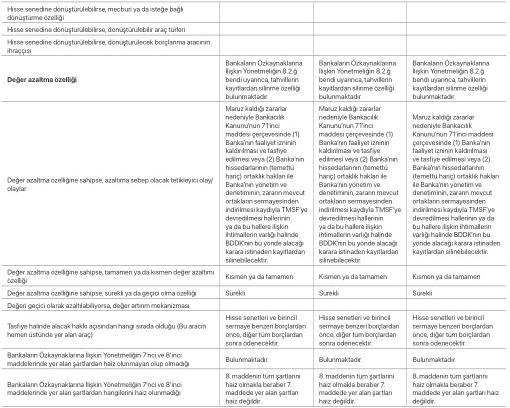 Hisse senedine dönüştürülebilirse, mecburi ya da isteğe bağlı
dönüştürme özelliği
Hisse senedine dönüştürülebilirse, dönüştürülebilir araç türleri
Hisse senedine dönüştürülebilirse, dönüştürülecek borçlanma aracının
ihraççısı
Değer azaltma özelliği
Bankaların Özkaynaklarına
İlişkin Yönetmeliğin 8.2.ğ
bendi uyarınca, tahvillerin
kayıtlardan silinme özelliği
bulunmaktadır.
Bankaların Özkaynaklarına
İlişkin Yönetmeliğin 8.2.ğ
bendi uyarınca, tahvillerin
kayıtlardan silinme özelliği
bulunmaktadır.
Bankaların Özkaynaklarına
İlişkin Yönetmeliğin 8.2.ğ
bendi uyarınca, tahvillerin
kayıtlardan silinme özelliği
bulunmaktadır.
Değer azaltma özelliğine sahipse, azaltıma sebep olacak tetikleyici olay/
olaylar
Maruz kaldığı zararlar
nedeniyle Bankacılık
Kanunu'nun 71'inci
maddesi çerçevesinde (1)
Banka'nın faaliyet izninin
kaldırılması ve tasfiye
edilmesi veya (2) Banka'nın
hissedarlarının (temettü
hariç) ortaklık hakları ile
Banka'nın yönetim ve
denetiminin, zararın mevcut
ortakların sermayesinden
indirilmesi kaydıyla TMSF'ye
devredilmesi hallerinin
ya da bu hallere ilişkin
ihtimallerin varlığı halinde
BDDK'nın bu yönde alacağı
karara istinaden kayıtlardan
silinebilecektir.
Maruz kaldığı zararlar
nedeniyle Bankacılık
Kanunu'nun 71'inci
maddesi çerçevesinde (1)
Banka'nın faaliyet izninin
kaldırılması ve tasfiye
edilmesi veya (2) Banka'nın
hissedarlarının (temettü
hariç) ortaklık hakları ile
Banka'nın yönetim ve
denetiminin, zararın mevcut
ortakların sermayesinden
indirilmesi kaydıyla TMSF'ye
devredilmesi hallerinin
ya da bu hallere ilişkin
ihtimallerin varlığı halinde
BDDK'nın bu yönde alacağı
karara istinaden kayıtlardan
silinebilecektir.
Maruz kaldığı zararlar
nedeniyle Bankacılık
Kanunu'nun 71'inci maddesi
çerçevesinde (1) Banka'nın
faaliyet izninin kaldırılması
ve tasfiye edilmesi veya (2)
Banka'nın hissedarlarının
(temettü hariç) ortaklık hakları
ile Banka'nın yönetim ve
denetiminin, zararın mevcut
ortakların sermayesinden
indirilmesi kaydıyla TMSF'ye
devredilmesi hallerinin ya da
bu hallere ilişkin ihtimallerin
varlığı halinde BDDK'nın bu
yönde alacağı karara istinaden
kayıtlardan silinebilecektir.
Değer azaltma özelliğine sahipse, tamamen ya da kısmen değer azaltımı
özelliği
Kısmen ya da tamamen
Kısmen ya da tamamen
Kısmen ya da tamamen
Değer azaltma özelliğine sahipse, sürekli ya da geçici olma özelliği
Sürekli
Sürekli
Sürekli
Değeri geçici olarak azaltılabiliyorsa, değer artırım mekanizması
Tasfiye halinde alacak hakkı açısından hangi sırada olduğu (Bu aracın
hemen üstünde yer alan araç)
Hisse senetleri ve birincil
sermaye benzeri borçlardan
önce, diğer tüm borçlardan
sonra ödenecektir.
Hisse senetleri ve birincil
sermaye benzeri borçlardan
önce, diğer tüm borçlardan
sonra ödenecektir.
Hisse senetleri ve birincil
sermaye benzeri borçlardan
önce, diğer tüm borçlardan
sonra ödenecektir.
Bankaların Özkaynaklarına İlişkin Yönetmeliğin 7'nci ve 8'inci
maddelerinde yer alan şartlardan haiz olunmayan olup olmadığı
Bulunmaktadır.
Bulunmaktadır.
Bulunmaktadır.
Bankaların Özkaynaklarına İlişkin Yönetmeliğin 7'nci ve 8'inci
maddelerinde yer alan şartlardan hangilerini haiz olunmadığı
8. maddenin tüm şartlarını
haiz olmakla beraber 7.
maddede yer alan şartları
haiz değildir.
8. maddenin tüm şartlarını
haiz olmakla beraber 7.
maddede yer alan şartları
haiz değildir.
8. maddenin tüm şartlarını
haiz olmakla beraber 7.
maddede yer alan şartları haiz
değildir.